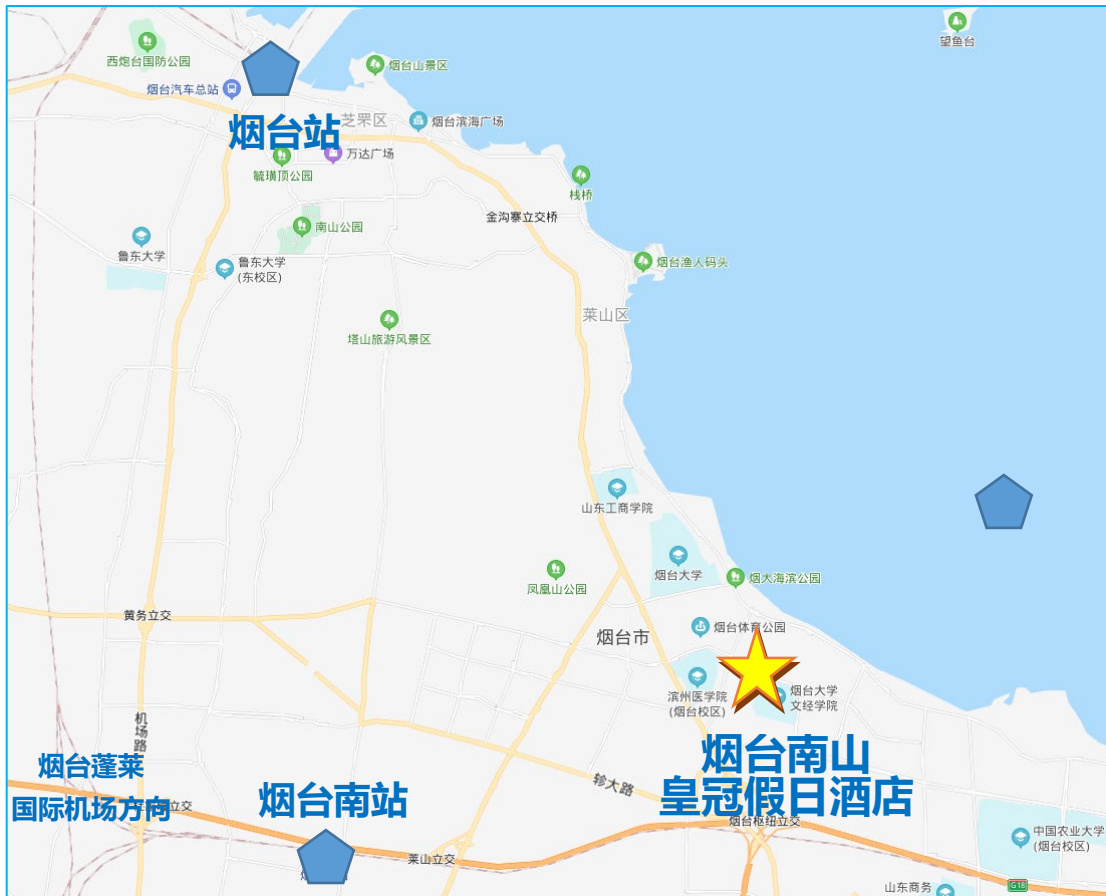 望鱼台
西炮台国防公园
烟台山景区
烟台汽车总站
芝罘区
烟台滨海广场
烟台站
万达广场
毓璜顶公园
栈桥
金沟寨立交桥
南山公园
鲁东大学
鲁东大学
(东校区)
烟台渔人码头
莱山区
塔山旅游风景区
山东工商学院
烟台大学
烟大海滨公园
凤凰山公园
黄务立交
烟台体育公园
烟台市
滨州医学院
(烟台校区)
烟台大学
文经学院
机场路
烟台南山
皇冠假日酒店
烟台蓬莱
国际机场方向
立交
烟台南站
轸大路
烟台枢纽立交
中国农业大学
(烟台校区)
莱山立交
山东商务
G18